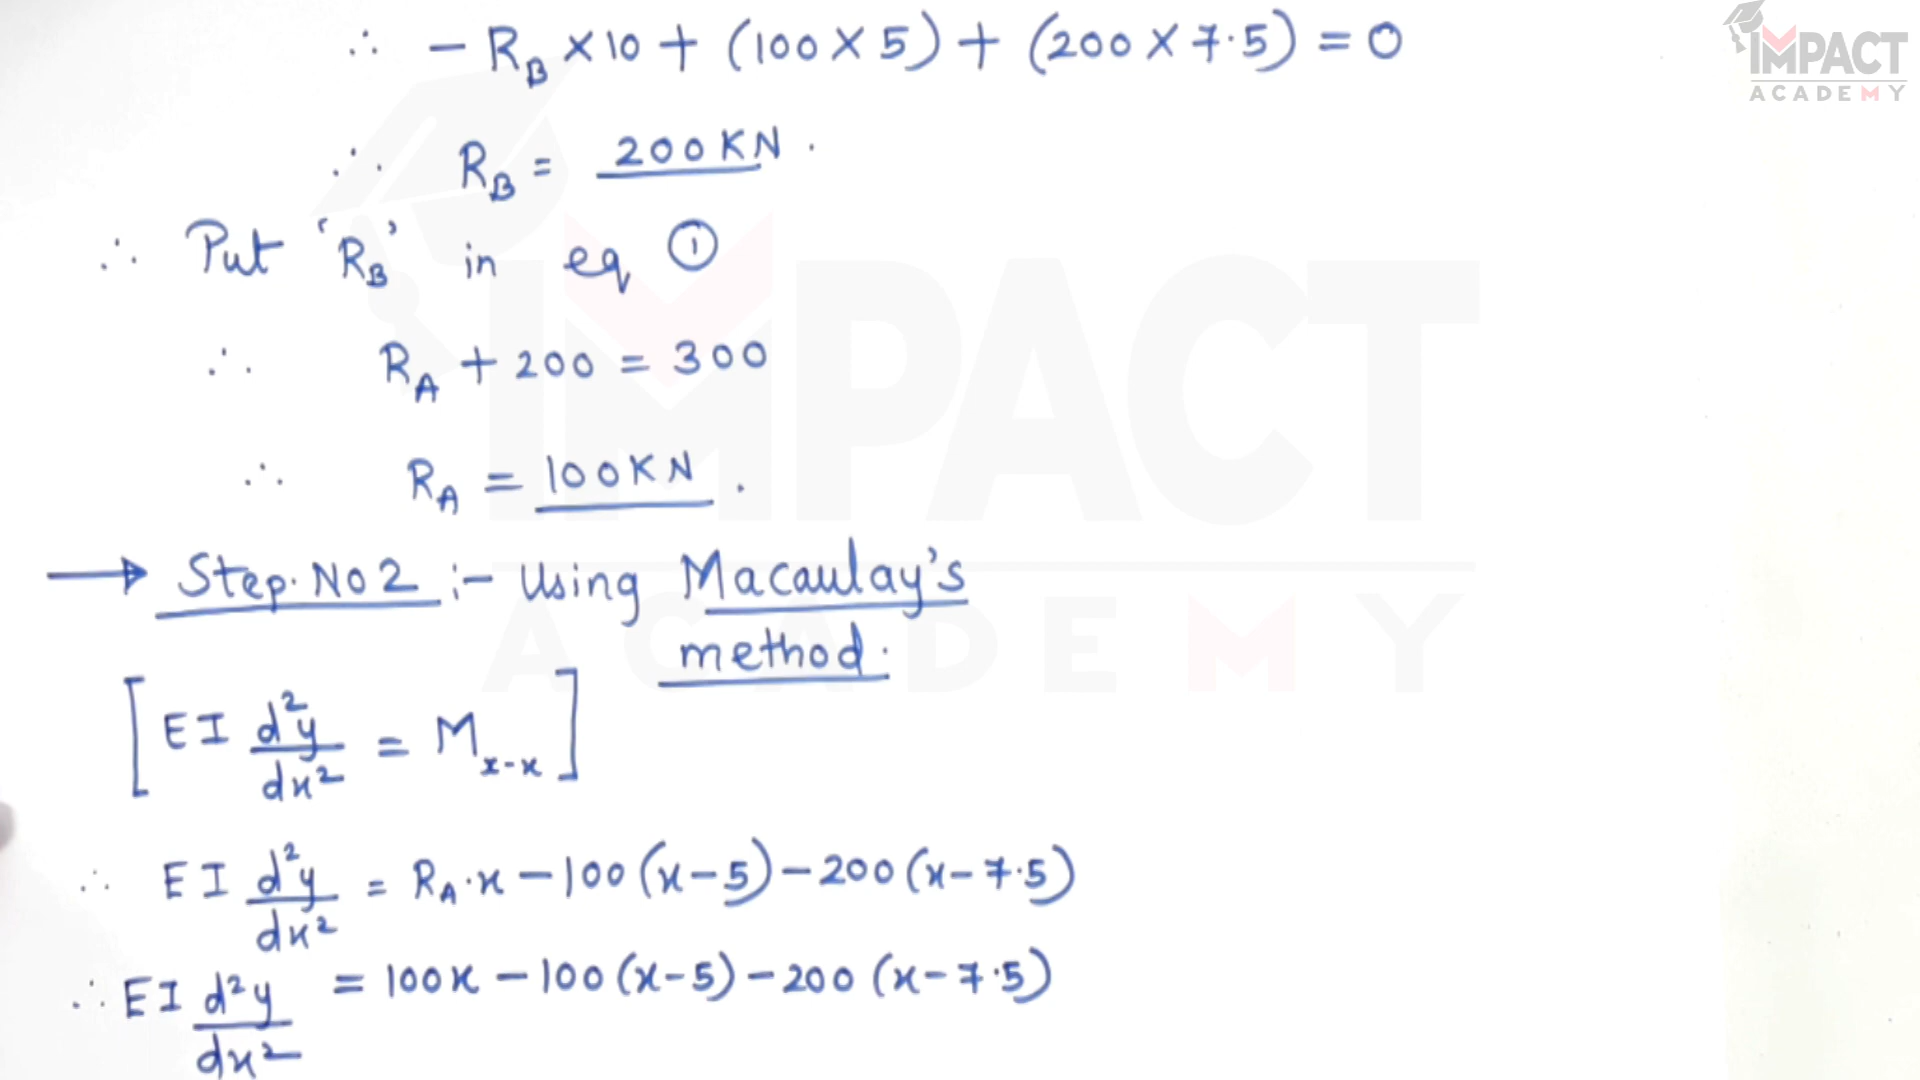 ∴ - R_B × 10 + (100 × 5) + (200 × 7.5) = 0
IMPACT
ACADEMY
∴ R_B = 200 KN.
∴ Put 'R_B' in eq ①
∴ R_A + 200 = 300
∴ R_A = 100 KN.
→ Step. No 2 :- Using Macaulay's
method.
[EI d²y/dx² = M_x-x]
∴ EI d²y/dx² = R_A.x - 100 (x-5) - 200 (x-7.5)
∴ EI d²y/dx² = 100x - 100 (x-5) - 200 (x-7.5)
IMPACT
ACADEMY